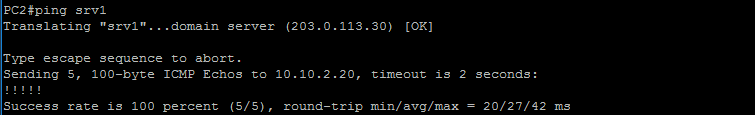 PC2#ping srv1
Translating "srv1"...domain server (203.0.113.30) [OK]
Type escape sequence to abort.
Sending 5, 100-byte ICMP Echos to 10.10.2.20, timeout is 2 seconds:
!!!!!
Success rate is 100 percent (5/5), round-trip min/avg/max = 20/27/42 ms